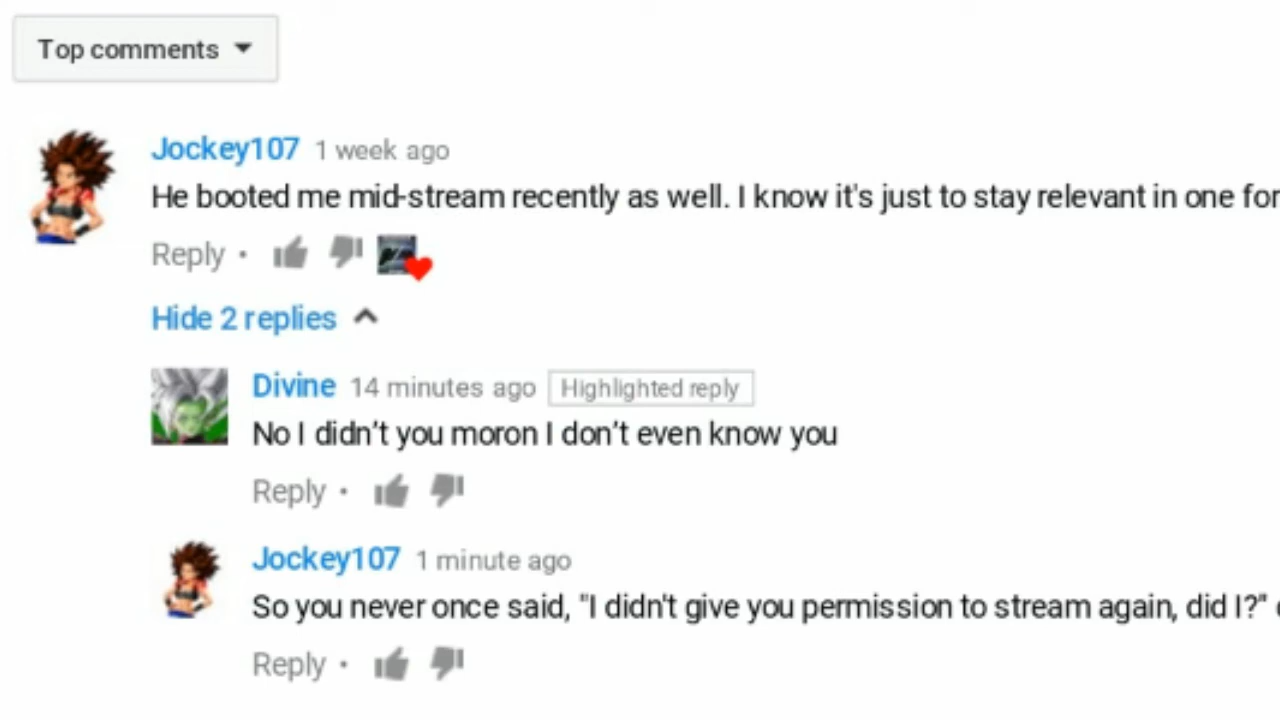 Top comments
Jockey107 1 week ago
He booted me mid-stream recently as well. I know it's just to stay relevant in one for
Reply •
Hide 2 replies
Divine 14 minutes ago Highlighted reply
No I didn't you moron I don't even know you
Reply •
Jockey107 1 minute ago
So you never once said, "I didn't give you permission to stream again, did I?"
Reply •